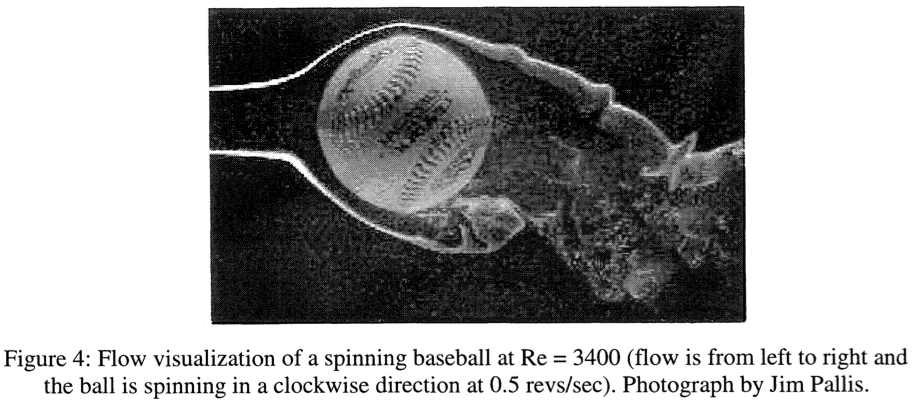 Figure 4: Flow visualization of a spinning baseball at Re = 3400 (flow is from left to right and
the ball is spinning in a clockwise direction at 0.5 revs/sec). Photograph by Jim Pallis.